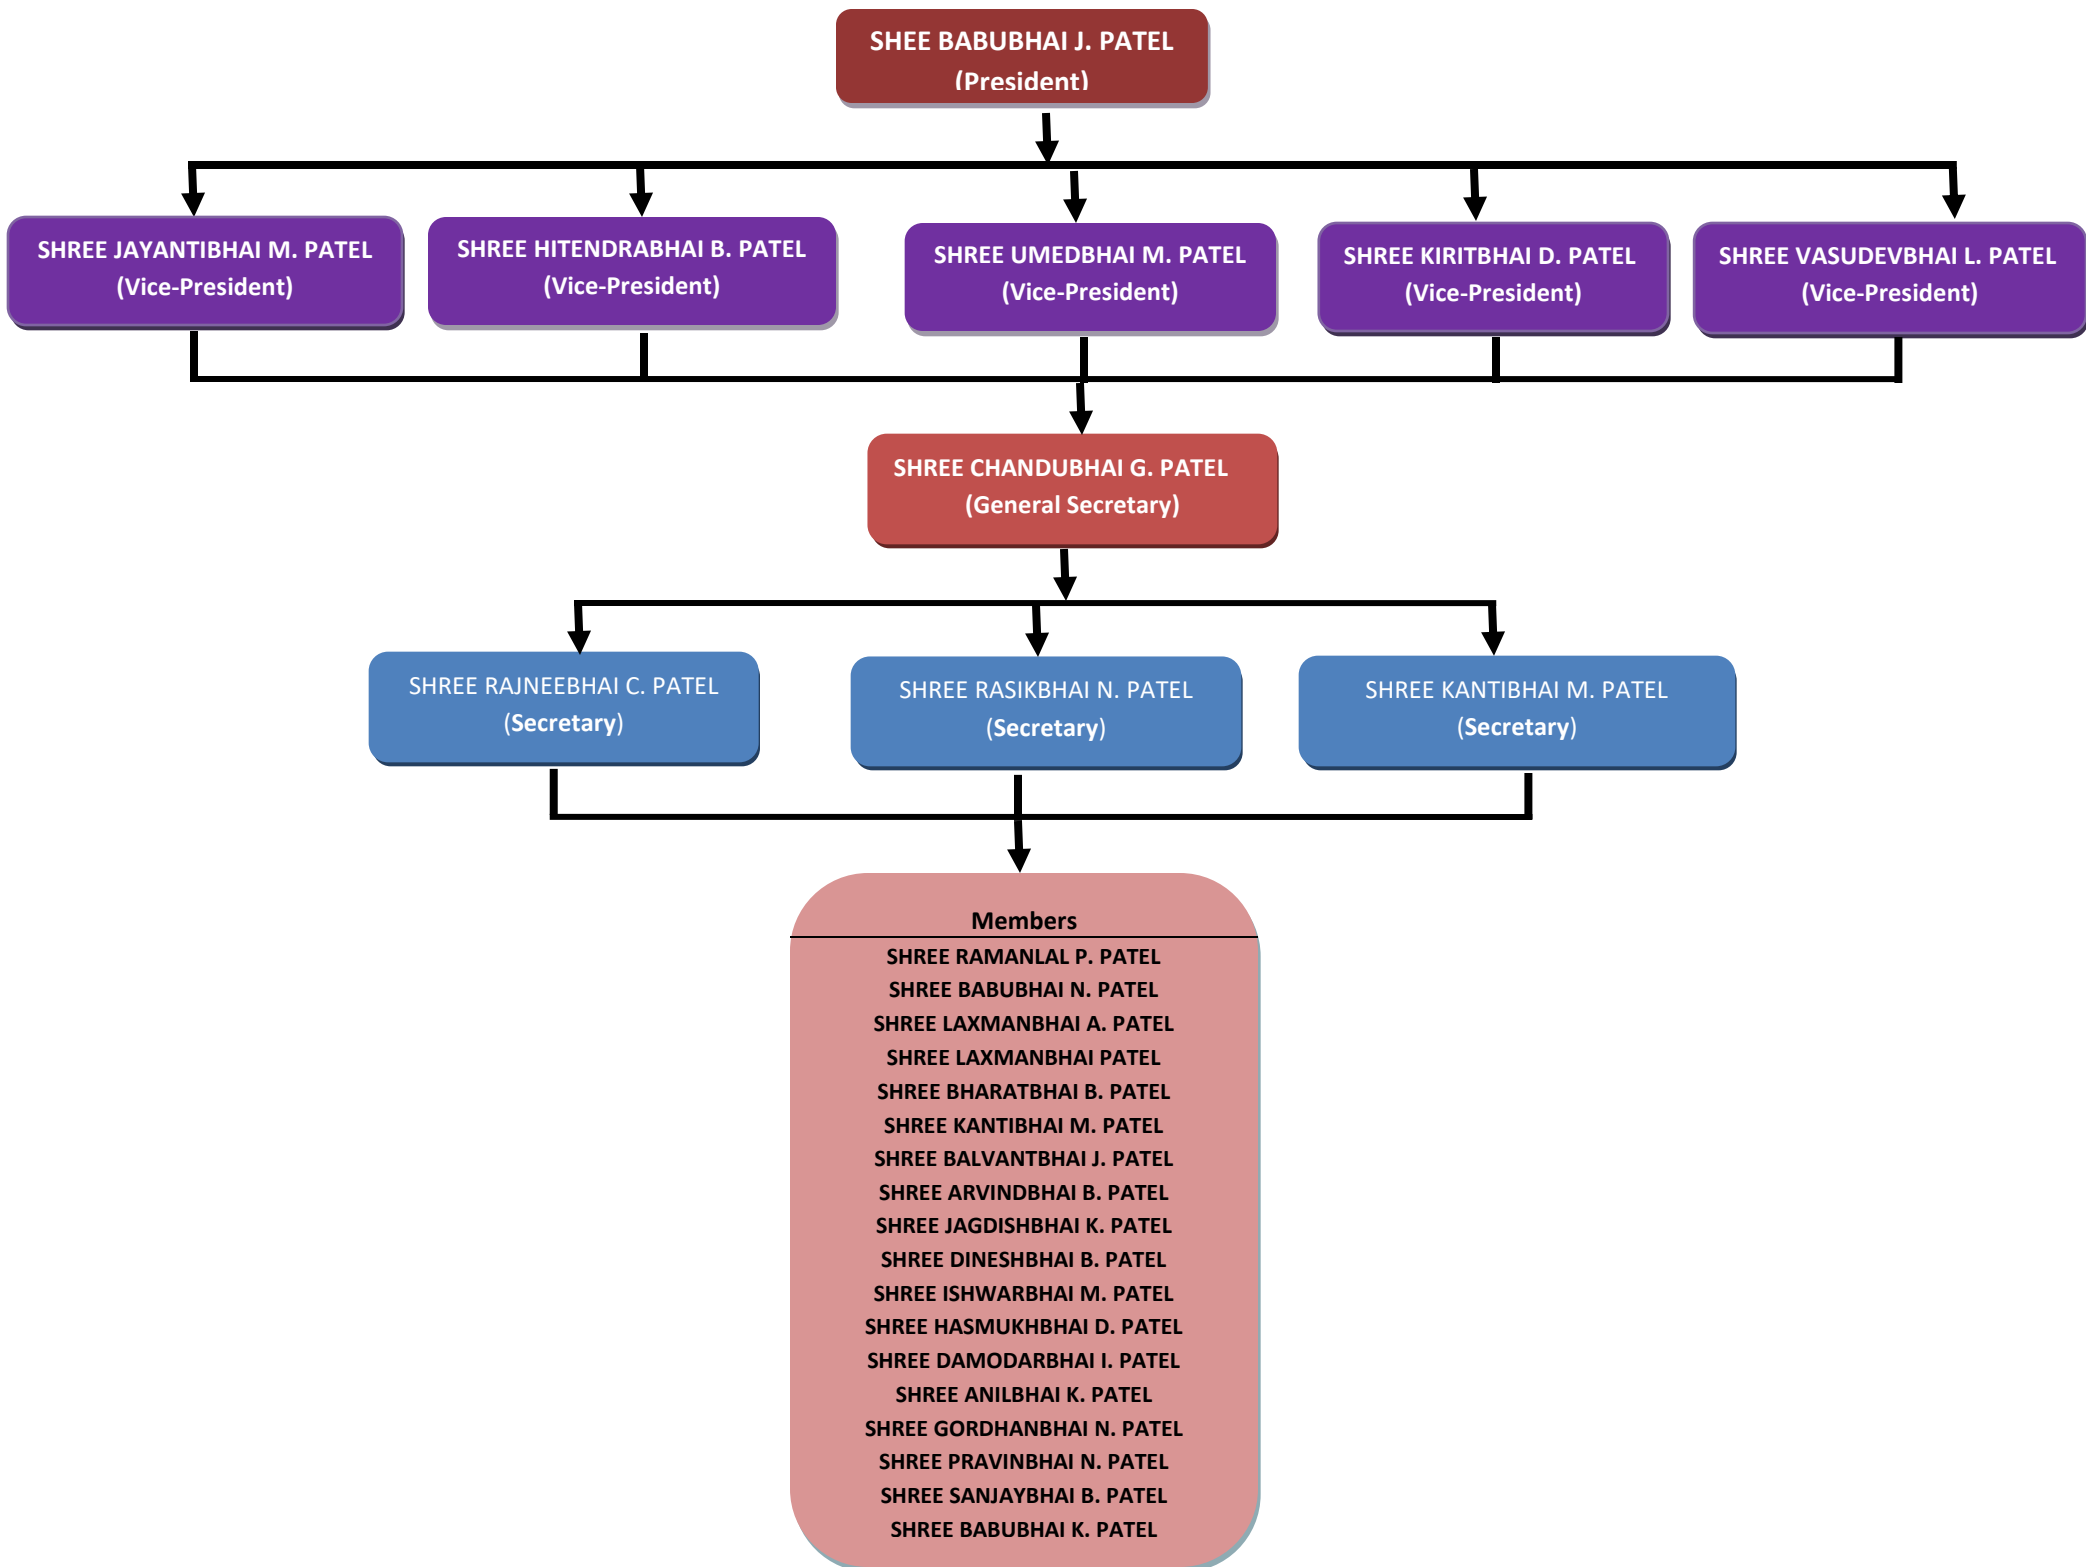 SHEE BABUBHAI J. PATEL
(President)
SHREE JAYANTIBHAI M. PATEL
(Vice-President)
SHREE HITENDRABHAI B. PATEL
(Vice-President)
SHREE UMEDBHAI M. PATEL
(Vice-President)
SHREE KIRITBHAI D. PATEL
(Vice-President)
SHREE VASUDEVBHAI L. PATEL
(Vice-President)
SHREE CHANDUBHAI G. PATEL
(General Secretary)
SHREE RAJNEEBHAI C. PATEL
(Secretary)
SHREE RASIKBHAI N. PATEL
(Secretary)
SHREE KANTIBHAI M. PATEL
(Secretary)
Members
SHREE RAMANLAL P. PATEL
SHREE BABUBHAI N. PATEL
SHREE LAXMANBHAI A. PATEL
SHREE LAXMANBHAI PATEL
SHREE BHARATBHAI B. PATEL
SHREE KANTIBHAI M. PATEL
SHREE BALVANTBHAI J. PATEL
SHREE ARVINDBHAI B. PATEL
SHREE JAGDISHBHAI K. PATEL
SHREE DINESHBHAI B. PATEL
SHREE ISHWARBHAI M. PATEL
SHREE HASMUKHBHAI D. PATEL
SHREE DAMODARBHAI I. PATEL
SHREE ANILBHAI K. PATEL
SHREE GORDHANBHAI N. PATEL
SHREE PRAVINBHAI N. PATEL
SHREE SANJAYBHAI B. PATEL
SHREE BABUBHAI K. PATEL